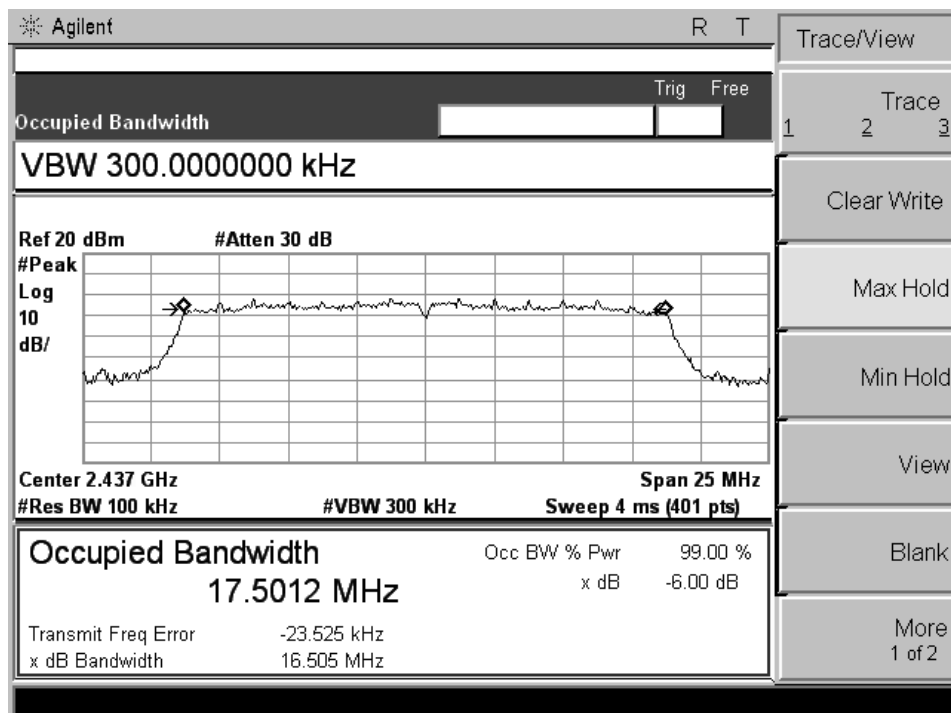 Agilent R T
Trace/View
Trig Free
Occupied Bandwidth
Trace
1 2 3
VBW 300.0000000 kHz
Clear Write
Ref 20 dBm #Atten 30 dB
#Peak
Log
10
dB/
Max Hold
Min Hold
View
Center 2.437 GHz Span 25 MHz
#Res BW 100 kHz #VBW 300 kHz Sweep 4 ms (401 pts)
Occupied Bandwidth Occ BW % Pwr 99.00 %
17.5012 MHz x dB -6.00 dB
Blank
Transmit Freq Error -23.525 kHz
x dB Bandwidth 16.505 MHz
More
1 of 2